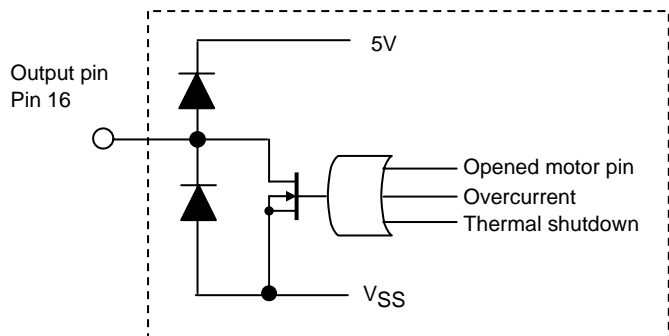 5V
Output pin
Pin 16
Opened motor pin
Overcurrent
Thermal shutdown
VSS